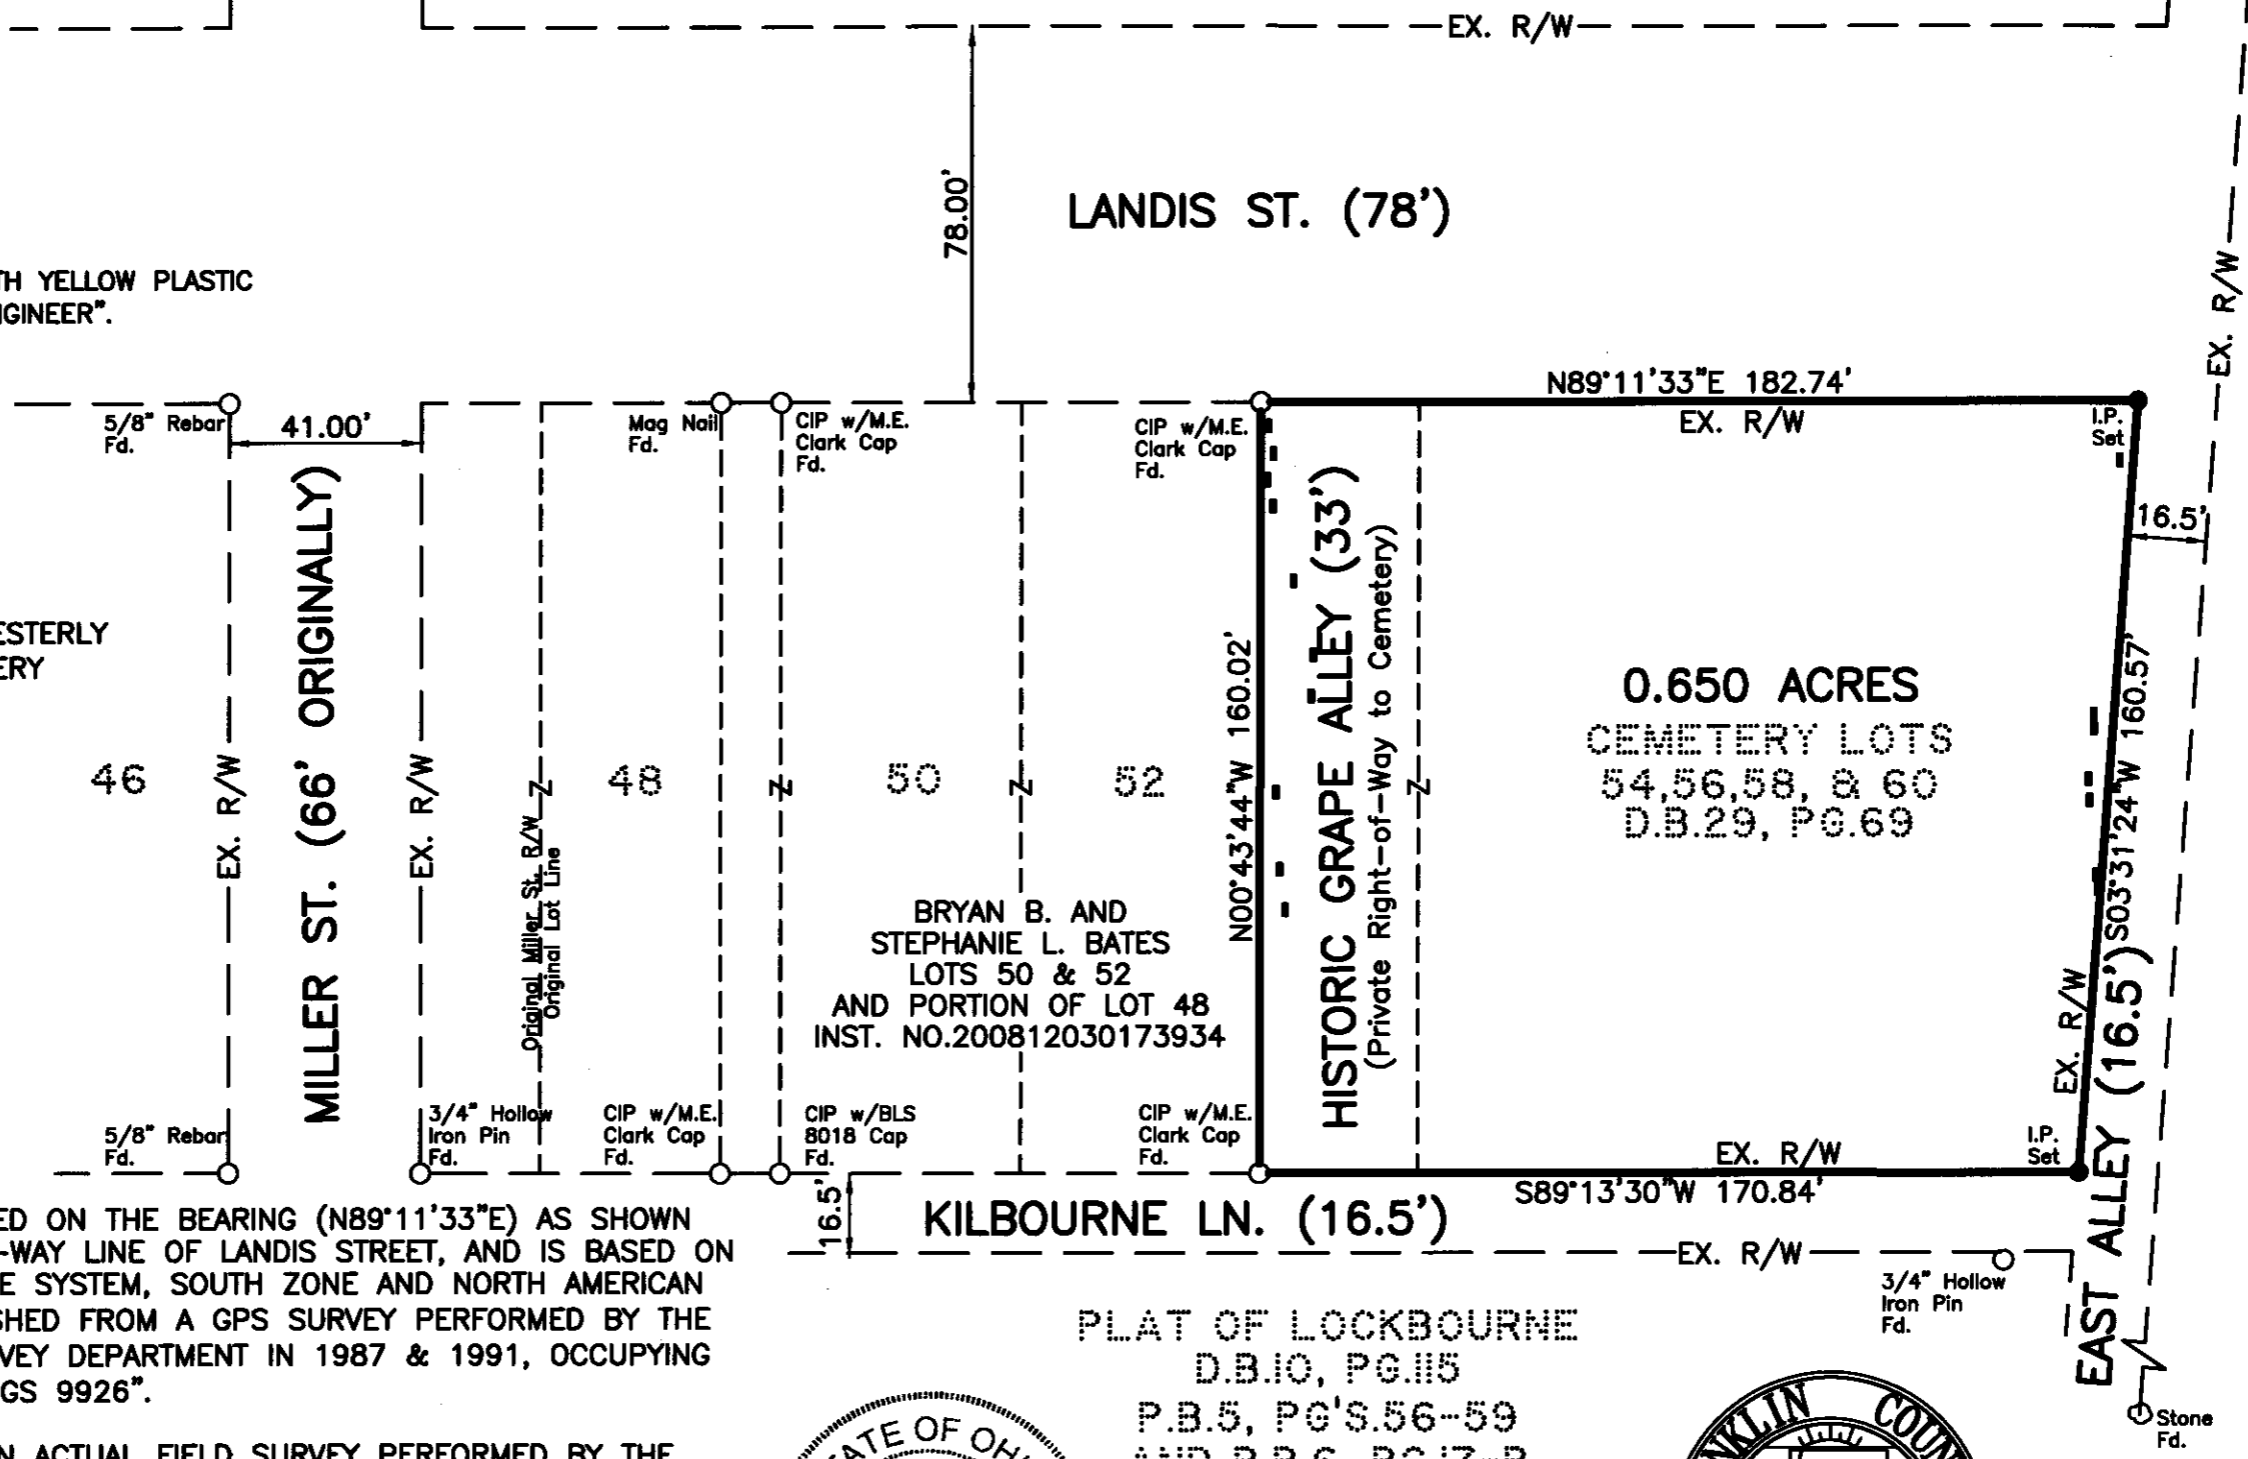 EX. R/W
LANDIS ST. (78')
78.00'
YELLOW PLASTIC
N89°11'33"E 182.74'
EX. R/W
EX. R/W
5/8" Rebar
Fd.
41.00'
Mag Nail
Fd.
CIP w/M.E.
Clark Cap
Fd.
CIP w/M.E.
Clark Cap
Fd.
I.P.
Set
16.5'
MILLER ST. (66' ORIGINALLY)
EX. R/W
EX. R/W
Original Miller St. R/W
Original Lot Line
46
48
50
52
N00°43'44"W 160.02'
HISTORIC GRAPE ALLEY (33')
(Private Right-of-Way to Cemetery)
0.650 ACRES
CEMETERY LOTS
54,56,58, & 60
D.B.29, PG.69
S03°31'24"W 160.57'
EX. R/W
EAST ALLEY (16.5')
BRYAN B. AND
STEPHANIE L. BATES
LOTS 50 & 52
AND PORTION OF LOT 48
INST. NO.200812030173934
5/8" Rebar
Fd.
3/4" Hollow
Iron Pin
Fd.
CIP w/M.E.
Clark Cap
Fd.
CIP w/BLS
8018 Cap
Fd.
CIP w/M.E.
Clark Cap
Fd.
I.P.
Set
EX. R/W
S89°13'30"W 170.84'
16.5'
KILBOURNE LN. (16.5')
EX. R/W
3/4" Hollow
Iron Pin
Fd.
ON THE BEARING (N89°11'33"E) AS SHOWN
-WAY LINE OF LANDIS STREET, AND IS BASED ON
SYSTEM, SOUTH ZONE AND NORTH AMERICAN
FROM A GPS SURVEY PERFORMED BY THE
DEPARTMENT IN 1987 & 1991, OCCUPYING
9926".
ACTUAL FIELD SURVEY PERFORMED BY THE
PLAT OF LOCKBOURNE
D.B.10, PG.115
P.B.5, PG'S.56-59
Stone
Fd.
OF
COUN